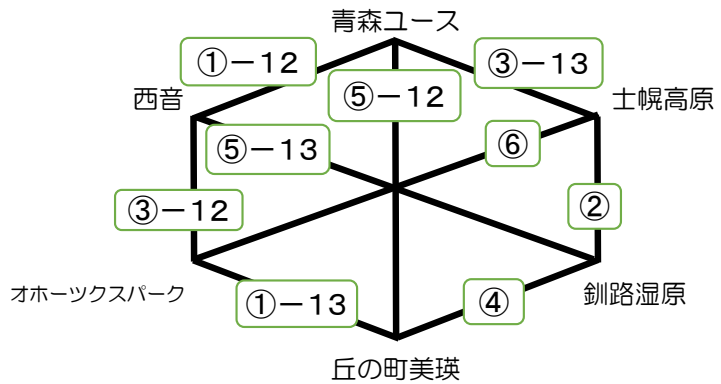 青森ユース
①－12
③－13
西音
⑤－12
士幌高原
⑤－13
⑥
③－12
②
オホーツクスパーク
①－13
④
釧路湿原
丘の町美瑛